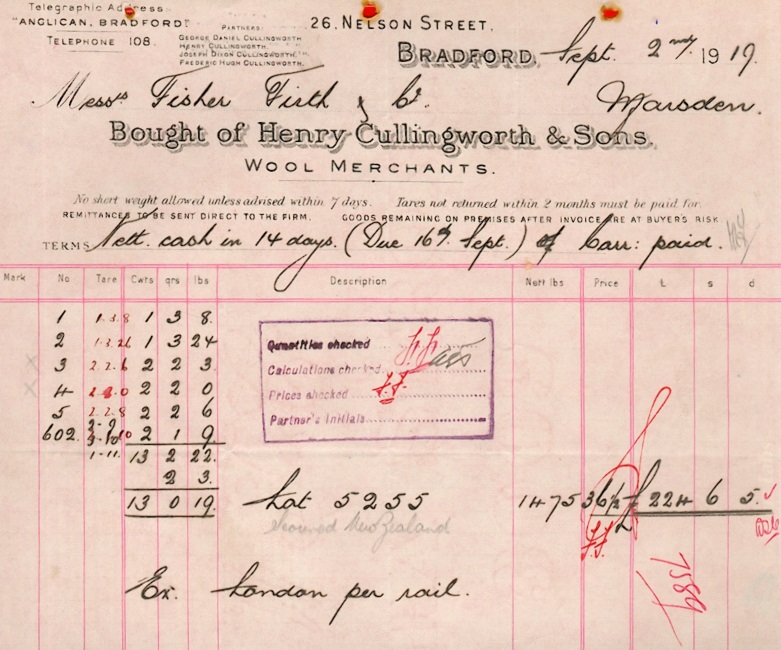 Telegraphic Address
"ANGLICAN, BRADFORD"
TELEPHONE 108.
PARTNERS:
GEORGE DANIEL CULLINGWORTH.
HENRY CULLINGWORTH.
JOSEPH DIXON CULLINGWORTH.
FREDERIC HUGH CULLINGWORTH.
26. NELSON STREET.
BRADFORD, Sept. 2nd 1919.
Messrs Fisher Firth & Co. Marsden.
Bought of Henry Cullingworth & Sons.
WOOL MERCHANTS.
No short weight allowed unless advised within 7 days. Tares not returned within 2 months must be paid for.
REMITTANCES TO BE SENT DIRECT TO THE FIRM. GOODS REMAINING ON PREMISES AFTER INVOICE ARE AT BUYER'S RISK
TERMS Nett. cash in 14 days. (Due 16th Sept.) Carr: paid.
Mark No Tare Cwts qrs lbs Description Nett lbs Price £ s d
1 1.3.8 1 3 8.
2 1 3 24
3 2.2.6 2 2 3.
4 2 2 0
5 2.2.8 2 2 6
602. 2 1 9.
1-11. 13 2 22.
2 3.
13 0 19. Lot 5255 1475 36½ £ 224 6 5.
Scoured New Zealand
Quantities checked
Calculations checked
Prices checked
Partner's Initials
Ex. London per rail.
7589